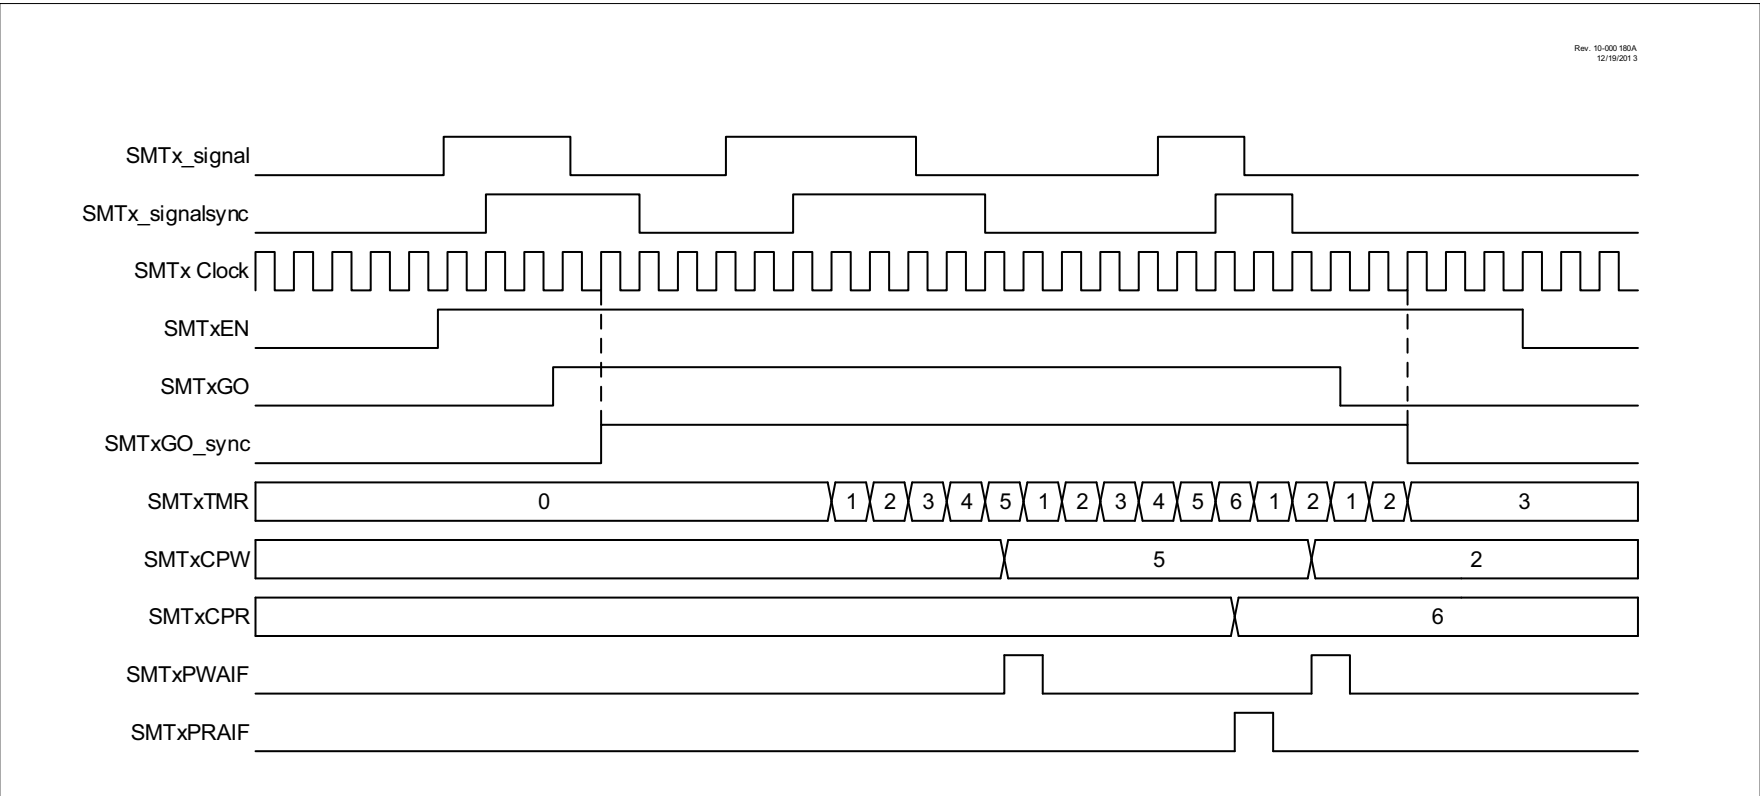 Rev. 10-000 180A
12/19/201 3
SMTx_signal
SMTx_signalsync
SMTx Clock
SMTxEN
SMTxGO
SMTxGO_sync
SMTxTMR 0 1 2 3 4 5 1 2 3 4 5 6 1 2 1 2 3
SMTxCPW 5 2
SMTxCPR 6
SMTxPWAIF
SMTxPRAIF